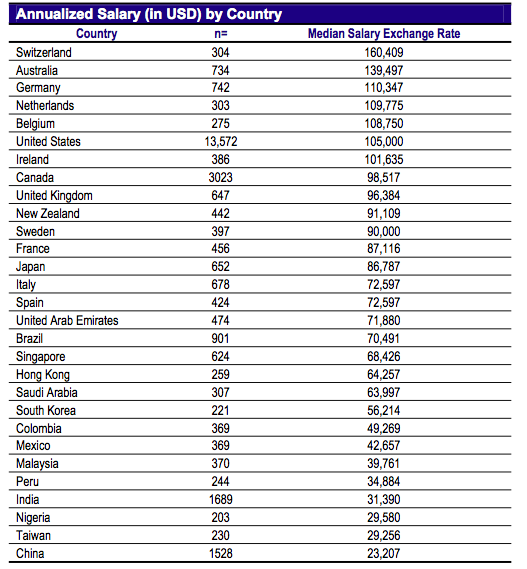 Annualized Salary (in USD) by Country
Country n= Median Salary Exchange Rate
Switzerland 304 160,409
Australia 734 139,497
Germany 742 110,347
Netherlands 303 109,775
Belgium 275 108,750
United States 13,572 105,000
Ireland 386 101,635
Canada 3023 98,517
United Kingdom 647 96,384
New Zealand 442 91,109
Sweden 397 90,000
France 456 87,116
Japan 652 86,787
Italy 678 72,597
Spain 424 72,597
United Arab Emirates 474 71,880
Brazil 901 70,491
Singapore 624 68,426
Hong Kong 259 64,257
Saudi Arabia 307 63,997
South Korea 221 56,214
Colombia 369 49,269
Mexico 369 42,657
Malaysia 370 39,761
Peru 244 34,884
India 1689 31,390
Nigeria 203 29,580
Taiwan 230 29,256
China 1528 23,207